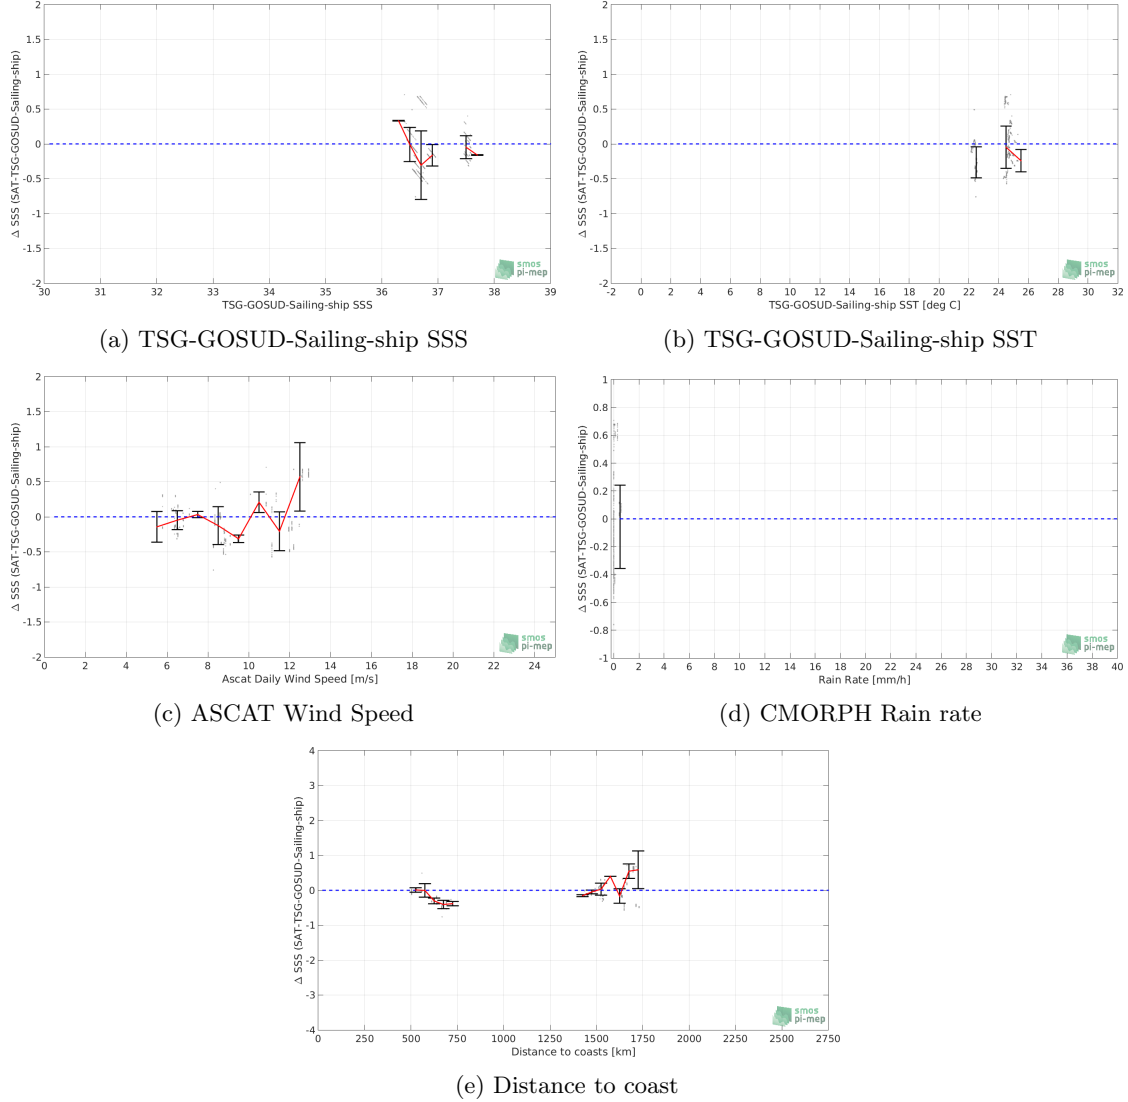 2
1.5
1
0.5
0
-0.5
-1
-1.5
-2
Δ SSS (SAT-TSG-GOSUD-Sailing-ship)
30 31 32 33 34 35 36 37 38 39
TSG-GOSUD-Sailing-ship SSS
smos
pi-mep
(a) TSG-GOSUD-Sailing-ship SSS
2
1.5
1
0.5
0
-0.5
-1
-1.5
-2
Δ SSS (SAT-TSG-GOSUD-Sailing-ship)
-2 0 2 4 6 8 10 12 14 16 18 20 22 24 26 28 30 32
TSG-GOSUD-Sailing-ship SST [deg C]
smos
pi-mep
(b) TSG-GOSUD-Sailing-ship SST
2
1.5
1
0.5
0
-0.5
-1
-1.5
-2
Δ SSS (SAT-TSG-GOSUD-Sailing-ship)
0 2 4 6 8 10 12 14 16 18 20 22 24
Ascat Daily Wind Speed [m/s]
smos
pi-mep
(c) ASCAT Wind Speed
1
0.8
0.6
0.4
0.2
0
-0.2
-0.4
-0.6
-0.8
-1
Δ SSS (SAT-TSG-GOSUD-Sailing-ship)
0 2 4 6 8 10 12 14 16 18 20 22 24 26 28 30 32 34 36 38 40
Rain Rate [mm/h]
smos
pi-mep
(d) CMORPH Rain rate
4
3
2
1
0
-1
-2
-3
-4
Δ SSS (SAT-TSG-GOSUD-Sailing-ship)
0 250 500 750 1000 1250 1500 1750 2000 2250 2500 2750
Distance to coasts [km]
smos
pi-mep
(e) Distance to coast